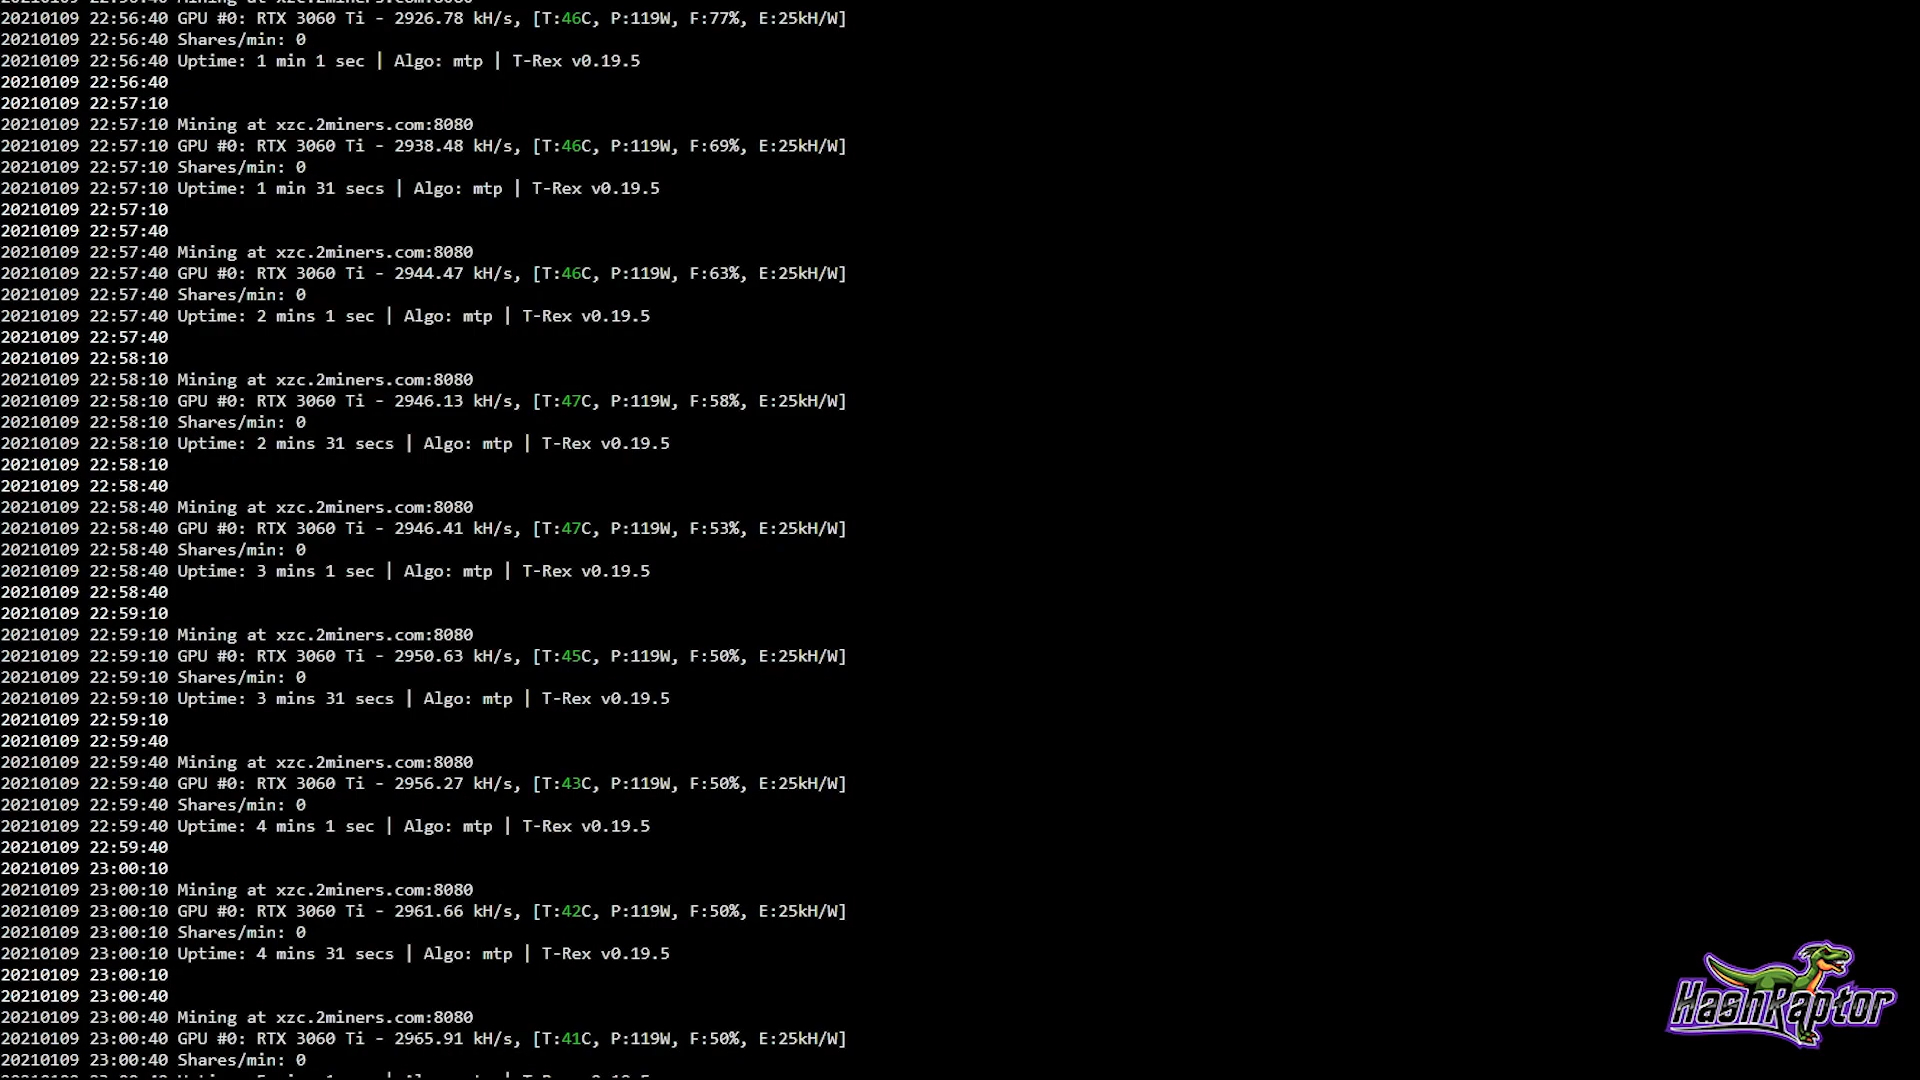 20210109 22:56:40 GPU #0: RTX 3060 Ti - 2926.78 kH/s, [T:46C, P:119W, F:77%, E:25kH/W]
20210109 22:56:40 Shares/min: 0
20210109 22:56:40 Uptime: 1 min 1 sec | Algo: mtp | T-Rex v0.19.5
20210109 22:56:40
20210109 22:57:10
20210109 22:57:10 Mining at xzc.2miners.com:8080
20210109 22:57:10 GPU #0: RTX 3060 Ti - 2938.48 kH/s, [T:46C, P:119W, F:69%, E:25kH/W]
20210109 22:57:10 Shares/min: 0
20210109 22:57:10 Uptime: 1 min 31 secs | Algo: mtp | T-Rex v0.19.5
20210109 22:57:10
20210109 22:57:40
20210109 22:57:40 Mining at xzc.2miners.com:8080
20210109 22:57:40 GPU #0: RTX 3060 Ti - 2944.47 kH/s, [T:46C, P:119W, F:63%, E:25kH/W]
20210109 22:57:40 Shares/min: 0
20210109 22:57:40 Uptime: 2 mins 1 sec | Algo: mtp | T-Rex v0.19.5
20210109 22:57:40
20210109 22:58:10
20210109 22:58:10 Mining at xzc.2miners.com:8080
20210109 22:58:10 GPU #0: RTX 3060 Ti - 2946.13 kH/s, [T:47C, P:119W, F:58%, E:25kH/W]
20210109 22:58:10 Shares/min: 0
20210109 22:58:10 Uptime: 2 mins 31 secs | Algo: mtp | T-Rex v0.19.5
20210109 22:58:10
20210109 22:58:40
20210109 22:58:40 Mining at xzc.2miners.com:8080
20210109 22:58:40 GPU #0: RTX 3060 Ti - 2946.41 kH/s, [T:47C, P:119W, F:53%, E:25kH/W]
20210109 22:58:40 Shares/min: 0
20210109 22:58:40 Uptime: 3 mins 1 sec | Algo: mtp | T-Rex v0.19.5
20210109 22:58:40
20210109 22:59:10
20210109 22:59:10 Mining at xzc.2miners.com:8080
20210109 22:59:10 GPU #0: RTX 3060 Ti - 2950.63 kH/s, [T:45C, P:119W, F:50%, E:25kH/W]
20210109 22:59:10 Shares/min: 0
20210109 22:59:10 Uptime: 3 mins 31 secs | Algo: mtp | T-Rex v0.19.5
20210109 22:59:10
20210109 22:59:40
20210109 22:59:40 Mining at xzc.2miners.com:8080
20210109 22:59:40 GPU #0: RTX 3060 Ti - 2956.27 kH/s, [T:43C, P:119W, F:50%, E:25kH/W]
20210109 22:59:40 Shares/min: 0
20210109 22:59:40 Uptime: 4 mins 1 sec | Algo: mtp | T-Rex v0.19.5
20210109 22:59:40
20210109 23:00:10
20210109 23:00:10 Mining at xzc.2miners.com:8080
20210109 23:00:10 GPU #0: RTX 3060 Ti - 2961.66 kH/s, [T:42C, P:119W, F:50%, E:25kH/W]
20210109 23:00:10 Shares/min: 0
20210109 23:00:10 Uptime: 4 mins 31 secs | Algo: mtp | T-Rex v0.19.5
20210109 23:00:10
20210109 23:00:40
20210109 23:00:40 Mining at xzc.2miners.com:8080
20210109 23:00:40 GPU #0: RTX 3060 Ti - 2965.91 kH/s, [T:41C, P:119W, F:50%, E:25kH/W]
20210109 23:00:40 Shares/min: 0
HashRaptor